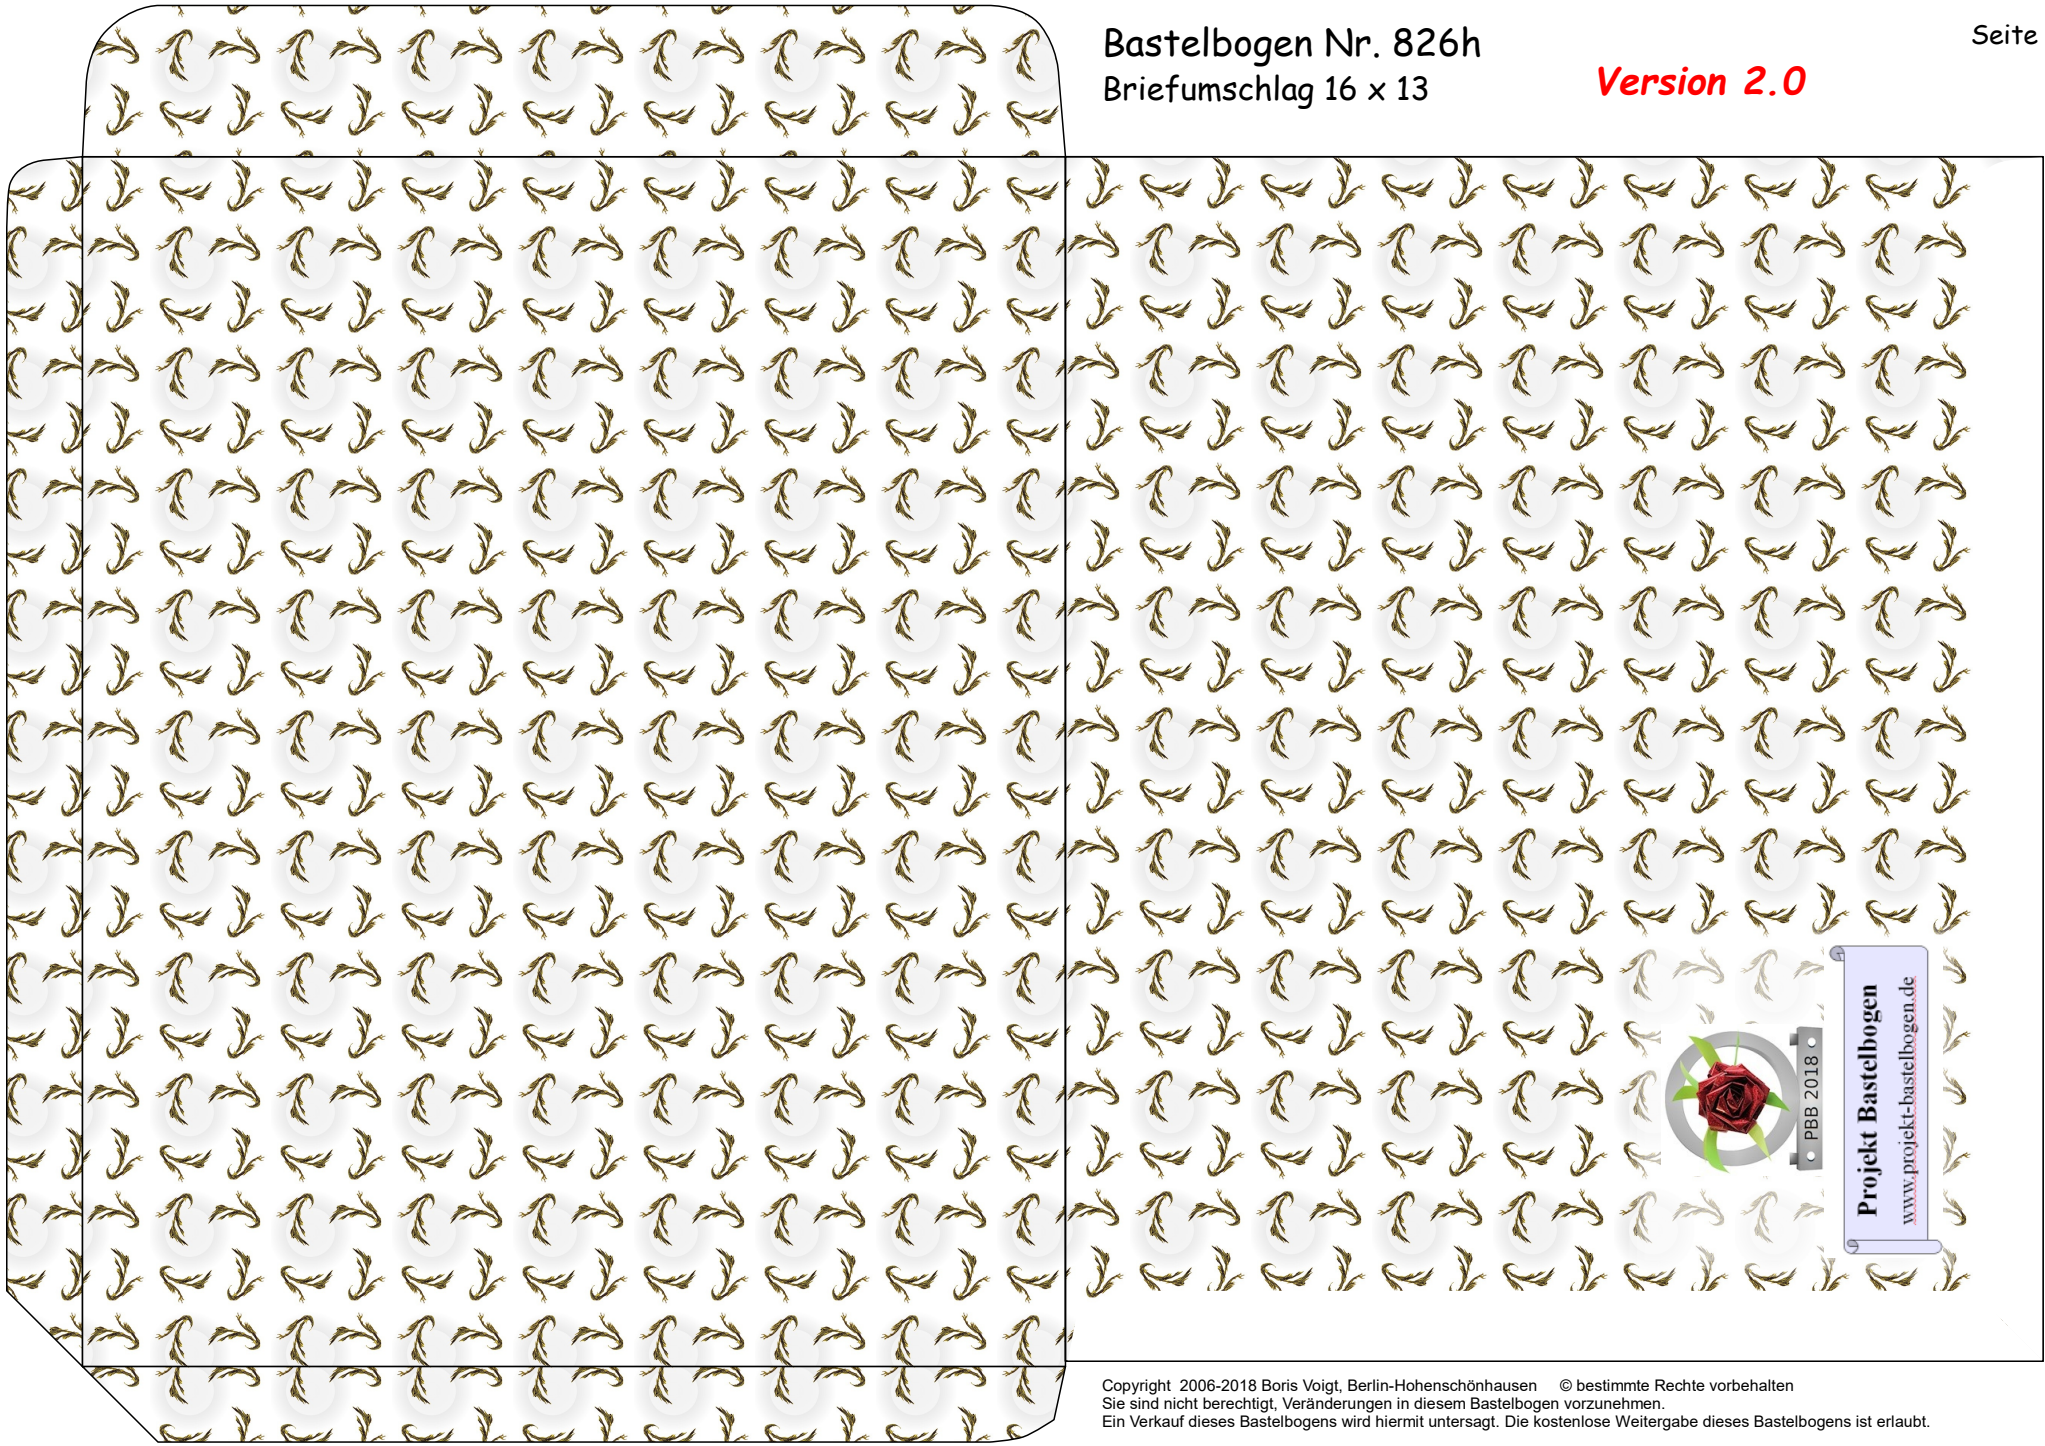 Bastelbogen Nr. 826h
Briefumschlag 16 x 13
Version 2.0
Seite
PBB 2018
Projekt Bastelbogen
www.projekt-bastelbogen.de
Copyright 2006-2018 Boris Voigt, Berlin-Hohenschönhausen © bestimmte Rechte vorbehalten
Sie sind nicht berechtigt, Veränderungen in diesem Bastelbogen vorzunehmen.
Ein Verkauf dieses Bastelbogens wird hiermit untersagt. Die kostenlose Weitergabe dieses Bastelbogens ist erlaubt.